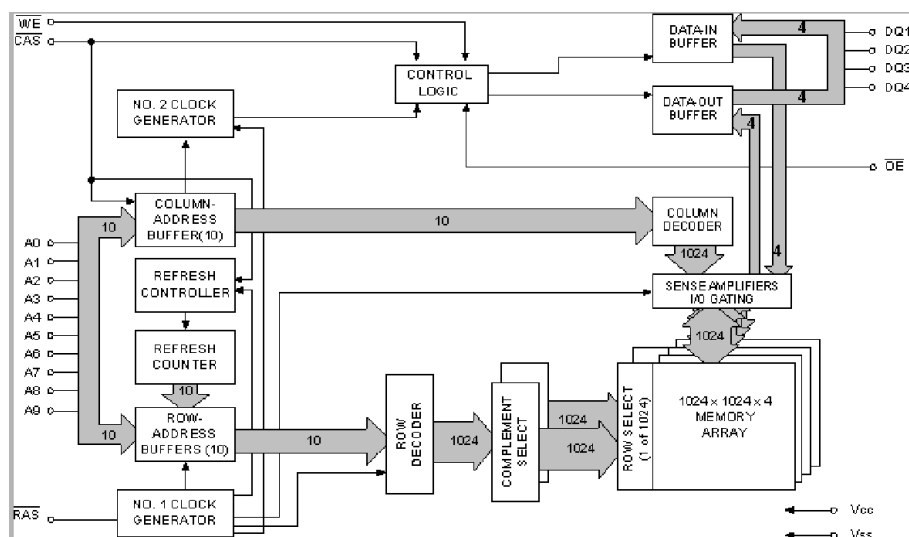 WE
CAS
NO. 2 CLOCK
GENERATOR
CONTROL
LOGIC
DATA-IN
BUFFER
DATA-OUT
BUFFER
4
4
4
4
DQ1
DQ2
DQ3
DQ4
OE
COLUMN-
ADDRESS
BUFFER(10)
10
10
COLUMN
DECODER
1024
A0
A1
A2
A3
A4
A5
A6
A7
A8
A9
REFRESH
CONTROLLER
SENSE AMPLIFIERS
I/O GATING
REFRESH
COUNTER
1024
10
10
ROW-
ADDRESS
BUFFERS (10)
10
ROW
DECODER
1024
COMPLEMENT
SELECT
1024
1024
ROW SELECT
(1 of 1024)
1024 x 1024 x 4
MEMORY
ARRAY
RAS
NO. 1 CLOCK
GENERATOR
Vcc
Vss